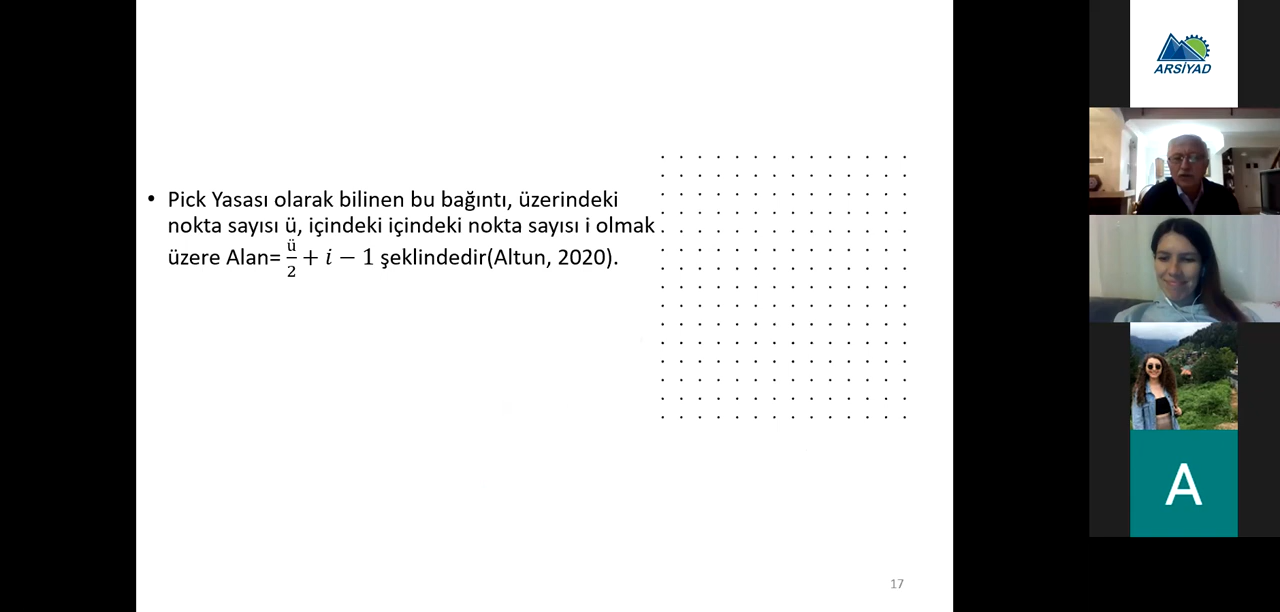 • Pick Yasası olarak bilinen bu bağıntı, üzerindeki
nokta sayısı ü, içindeki içindeki nokta sayısı i olmak
üzere Alan= ü/2 + i − 1 şeklindedir(Altun, 2020).
17
ARSİYAD
A